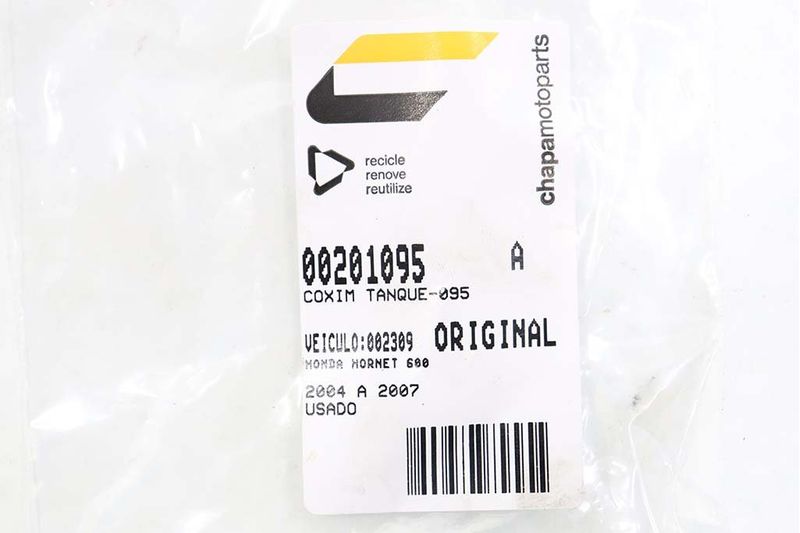 chapamotoparts
recicle
renove
reutilize
00201095 A
COXIM TANQUE-095
VEICULO:002309 ORIGINAL
HONDA HORNET 600
2004 A 2007
USADO